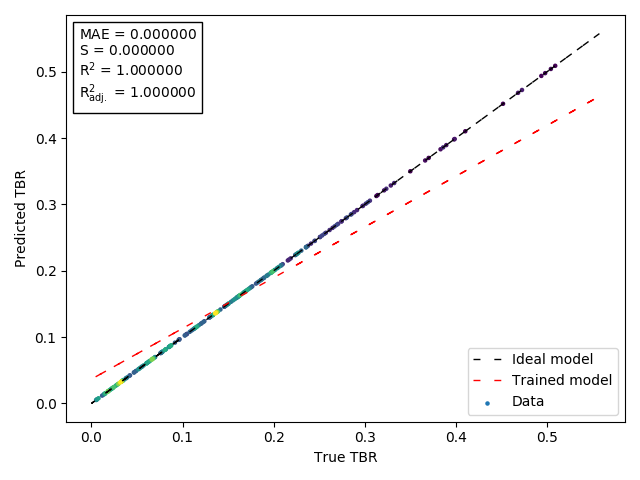 MAE = 0.000000
S = 0.000000
R² = 1.000000
R²adj. = 1.000000
Predicted TBR
0.5
0.4
0.3
0.2
0.1
0.0
Ideal model
Trained model
Data
0.0 0.1 0.2 0.3 0.4 0.5
True TBR